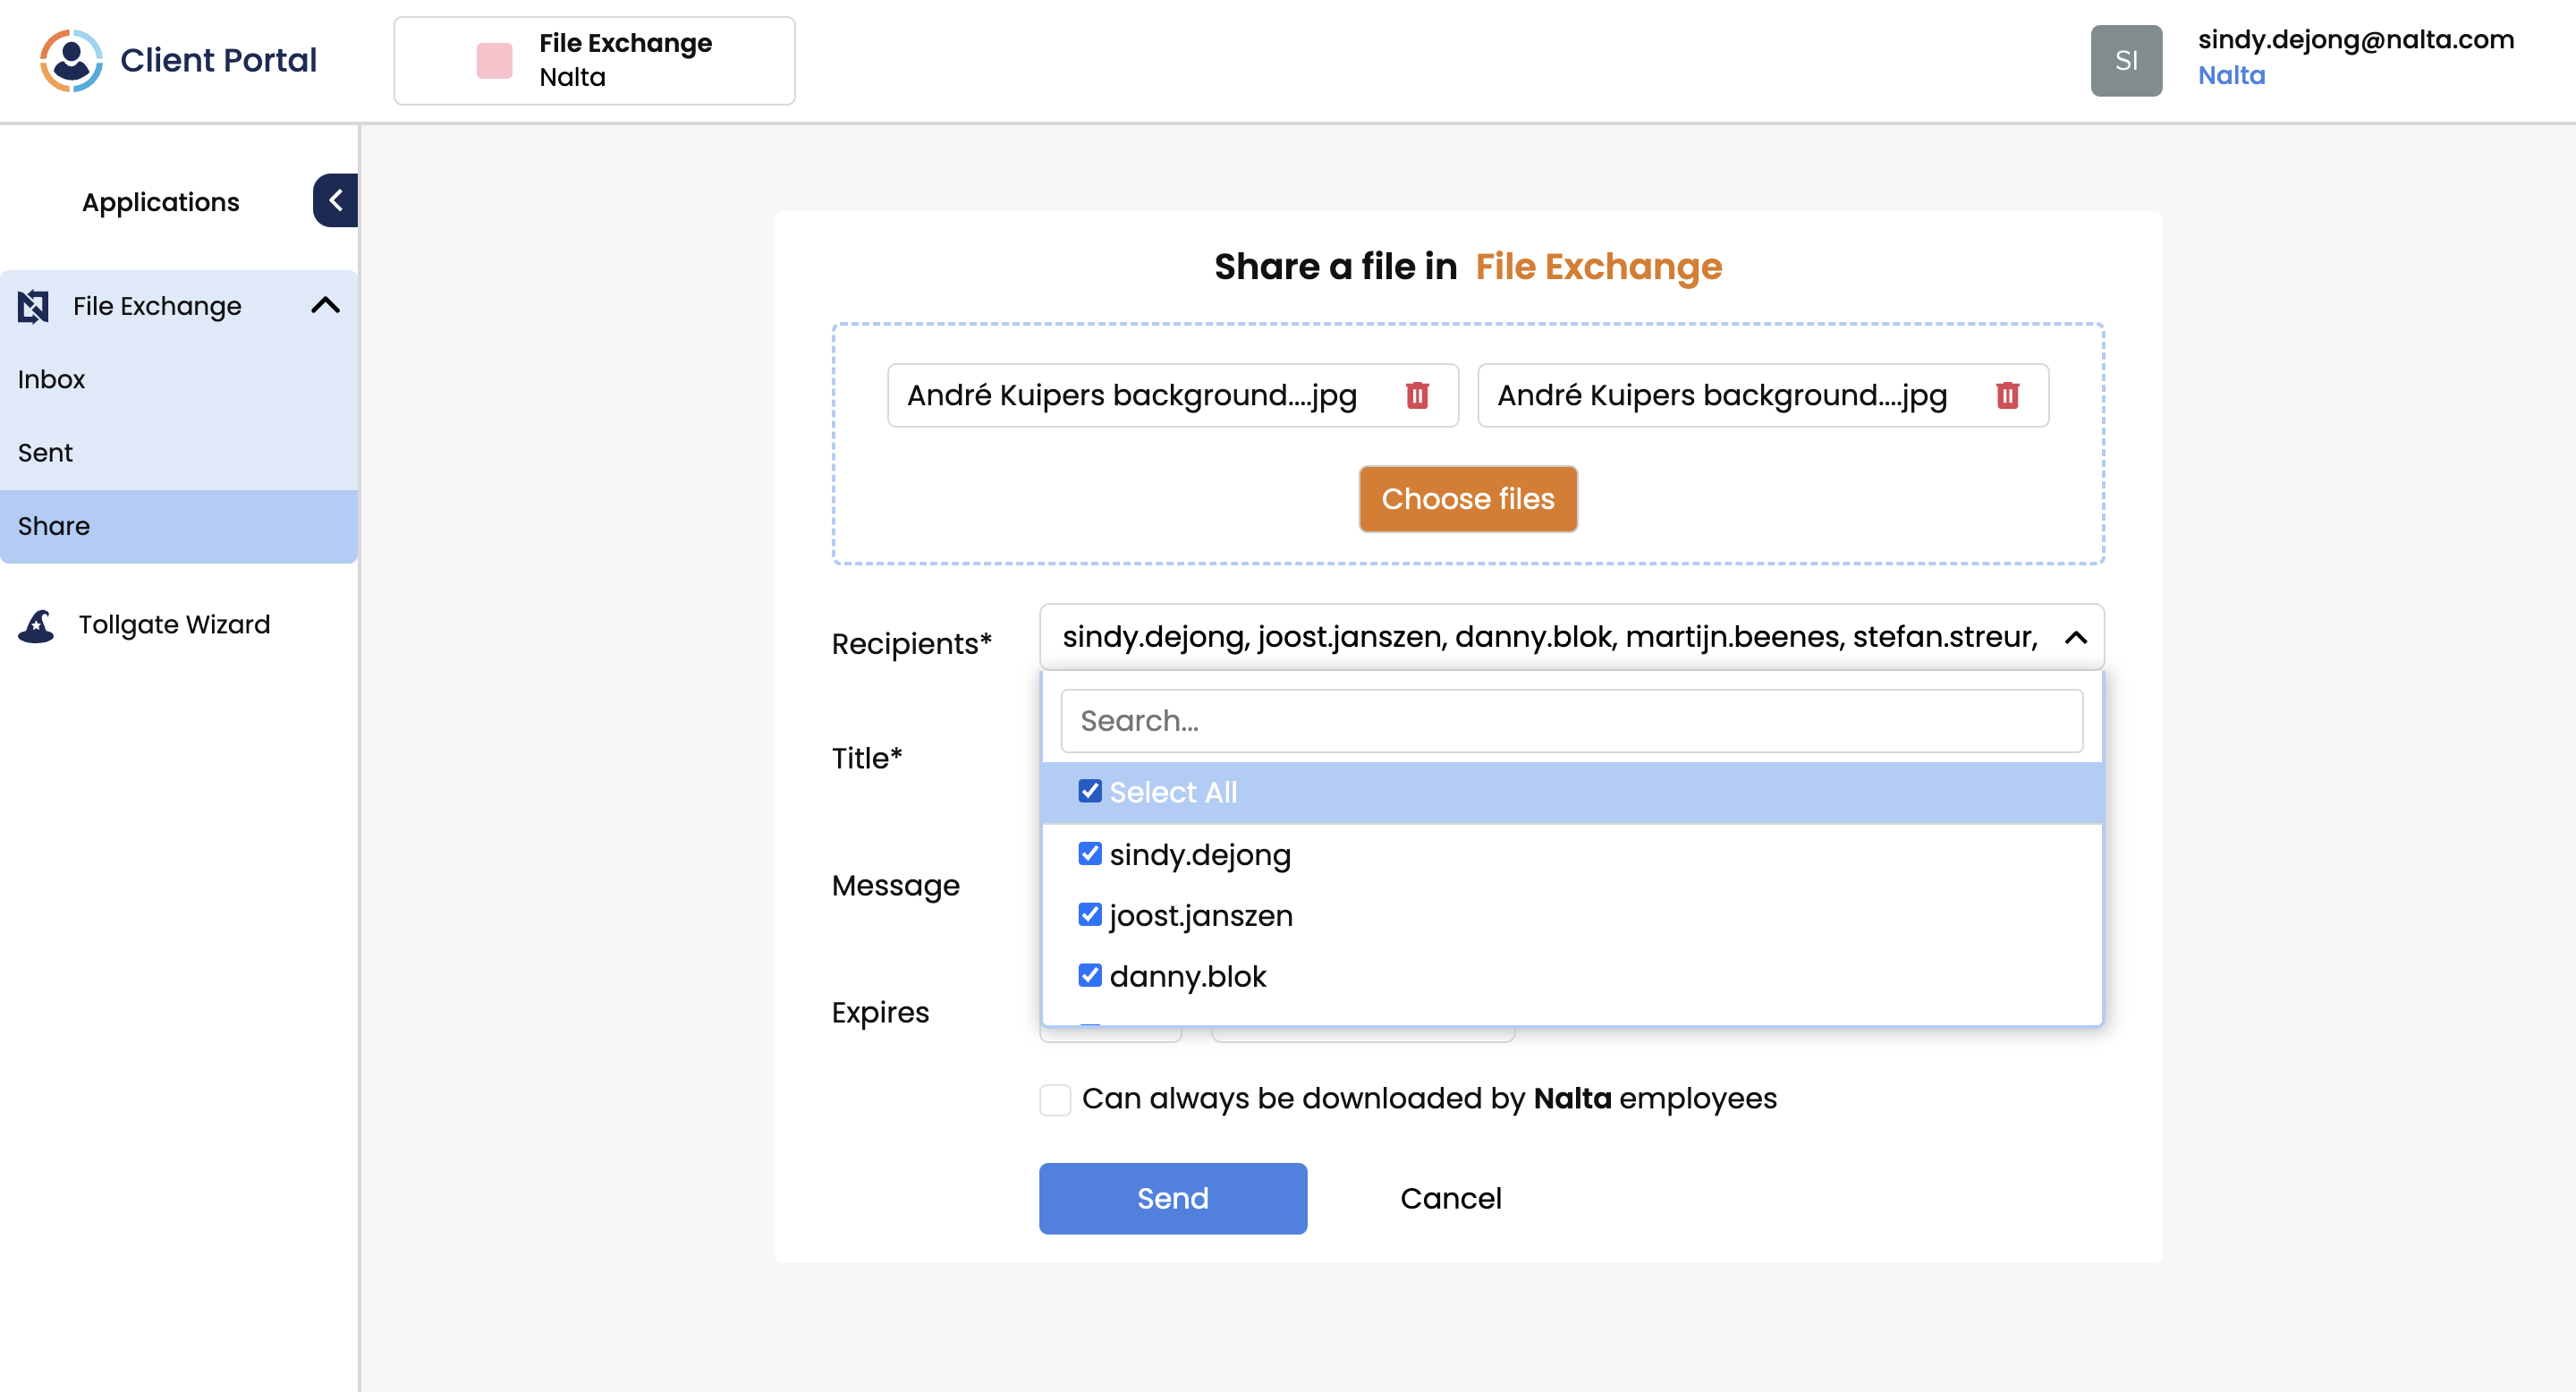 Client Portal
File Exchange
Nalta
SI
sindy.dejong@nalta.com
Nalta
Applications
File Exchange
Inbox
Sent
Share
Tollgate Wizard
Share a file in File Exchange
André Kuipers background....jpg
André Kuipers background....jpg
Choose files
Recipients*
sindy.dejong, joost.janszen, danny.blok, martijn.beenes, stefan.streur,
Search...
Title*
Select All
sindy.dejong
Message
joost.janszen
danny.blok
Expires
Can always be downloaded by Nalta employees
Send
Cancel